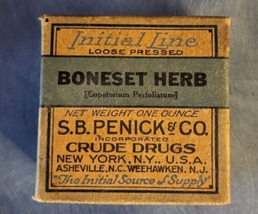 Initial Line
LOOSE PRESSED
BONESET HERB
[Eupatorium Perfoliatum]
NET WEIGHT ONE OUNCE
S.B. PENICK & CO.
INCORPORATED
CRUDE DRUGS
NEW YORK, N.Y., U.S.A.
ASHEVILLE, N.C. WEEHAWKEN, N.J.
"The Initial Source of Supply"